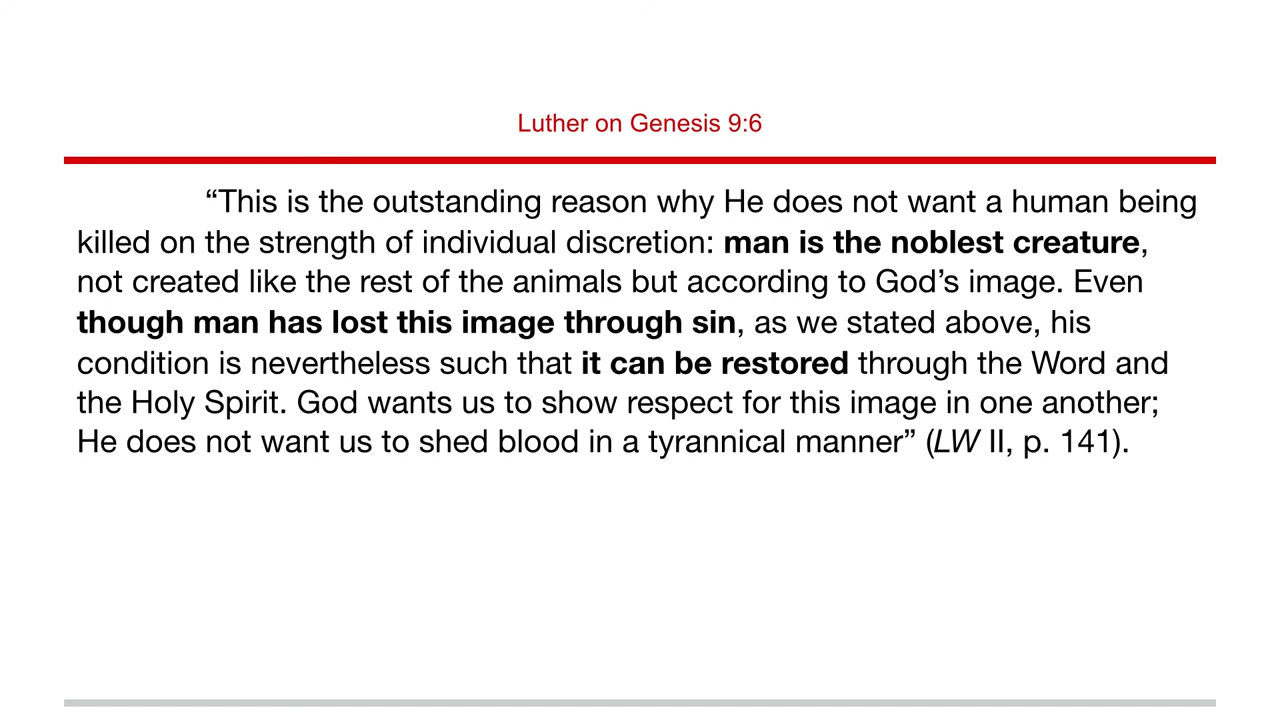 Luther on Genesis 9:6
“This is the outstanding reason why He does not want a human being
killed on the strength of individual discretion: man is the noblest creature,
not created like the rest of the animals but according to God’s image. Even
though man has lost this image through sin, as we stated above, his
condition is nevertheless such that it can be restored through the Word and
the Holy Spirit. God wants us to show respect for this image in one another;
He does not want us to shed blood in a tyrannical manner” (LW II, p. 141).